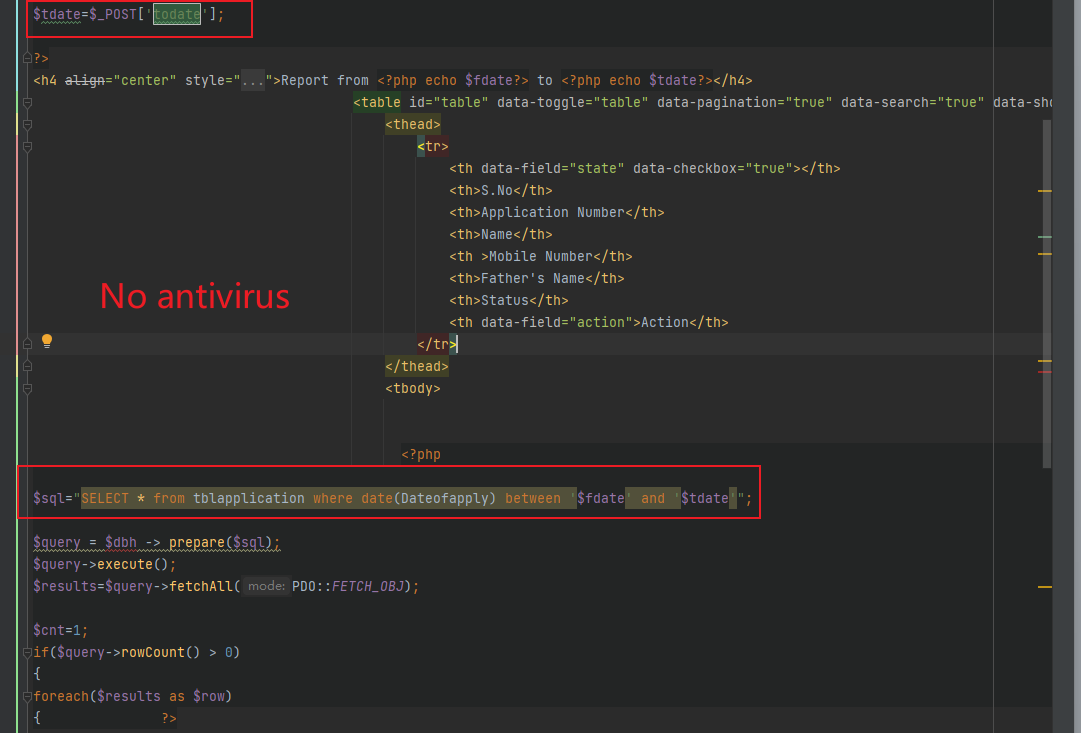 $tdate=$_POST['todate'];
?>
<h4 align="center" style="...">Report from <?php echo $fdate?> to <?php echo $tdate?></h4>
<table id="table" data-toggle="table" data-pagination="true" data-search="true" data-sho
<thead>
<tr>
<th data-field="state" data-checkbox="true"></th>
<th>S.No</th>
<th>Application Number</th>
<th>Name</th>
<th >Mobile Number</th>
<th>Father's Name</th>
No antivirus
<th>Status</th>
<th data-field="action">Action</th>
</tr>
</thead>
<tbody>
<?php
$sql="SELECT * from tblapplication where date(Dateofapply) between '$fdate' and '$tdate'";
$query = $dbh -> prepare($sql);
$query->execute();
$results=$query->fetchAll( mode: PDO::FETCH_OBJ);
$cnt=1;
if($query->rowCount() > 0)
{
foreach($results as $row)
{ ?>